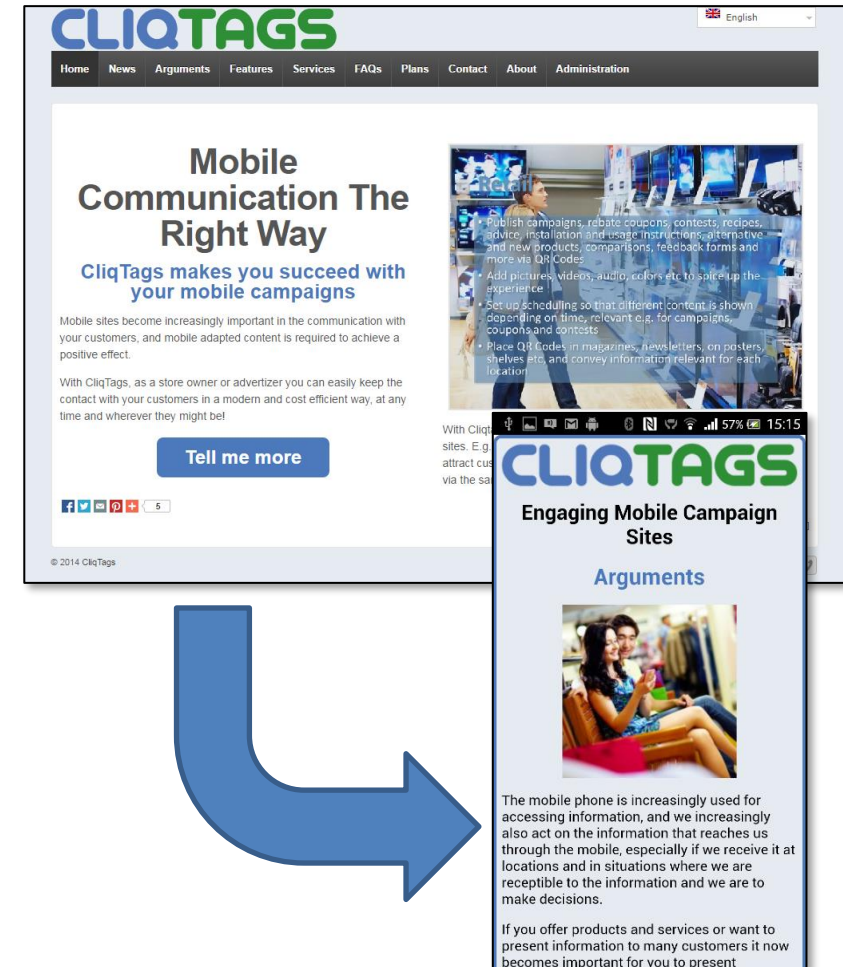 CLIQTAGS
English
Home News Arguments Features Services FAQs Plans Contact About Administration
Mobile
Communication The
Right Way
CliqTags makes you succeed with
your mobile campaigns
Mobile sites become increasingly important in the communication with
your customers, and mobile adapted content is required to achieve a
positive effect.
With CliqTags, as a store owner or advertizer you can easily keep the
contact with your customers in a modern and cost efficient way, at any
time and wherever they might be!
Tell me more
5
© 2014 CliqTags
Retail
• Publish campaigns, rebate coupons, contests, recipes,
advice, installation and usage instructions, alternative
and new products, comparisons, feedback forms and
more via QR Codes
• Add pictures, videos, audio, colors etc to spice up the
experience
• Set up scheduling so that different content is shown
depending on time, relevant e.g. for campaigns,
coupons and contests
• Place QR Codes in magazines, newsletters, on posters,
shelves etc, and convey information relevant for each
location
With
sites. E.g.
attract
via the
57% 15:15
CLIQTAGS
Engaging Mobile Campaign
Sites
Arguments
The mobile phone is increasingly used for
accessing information, and we increasingly
also act on the information that reaches us
through the mobile, especially if we receive it at
locations and in situations where we are
receptible to the information and we are to
make decisions.
If you offer products and services or want to
present information to many customers it now
becomes important for you to present